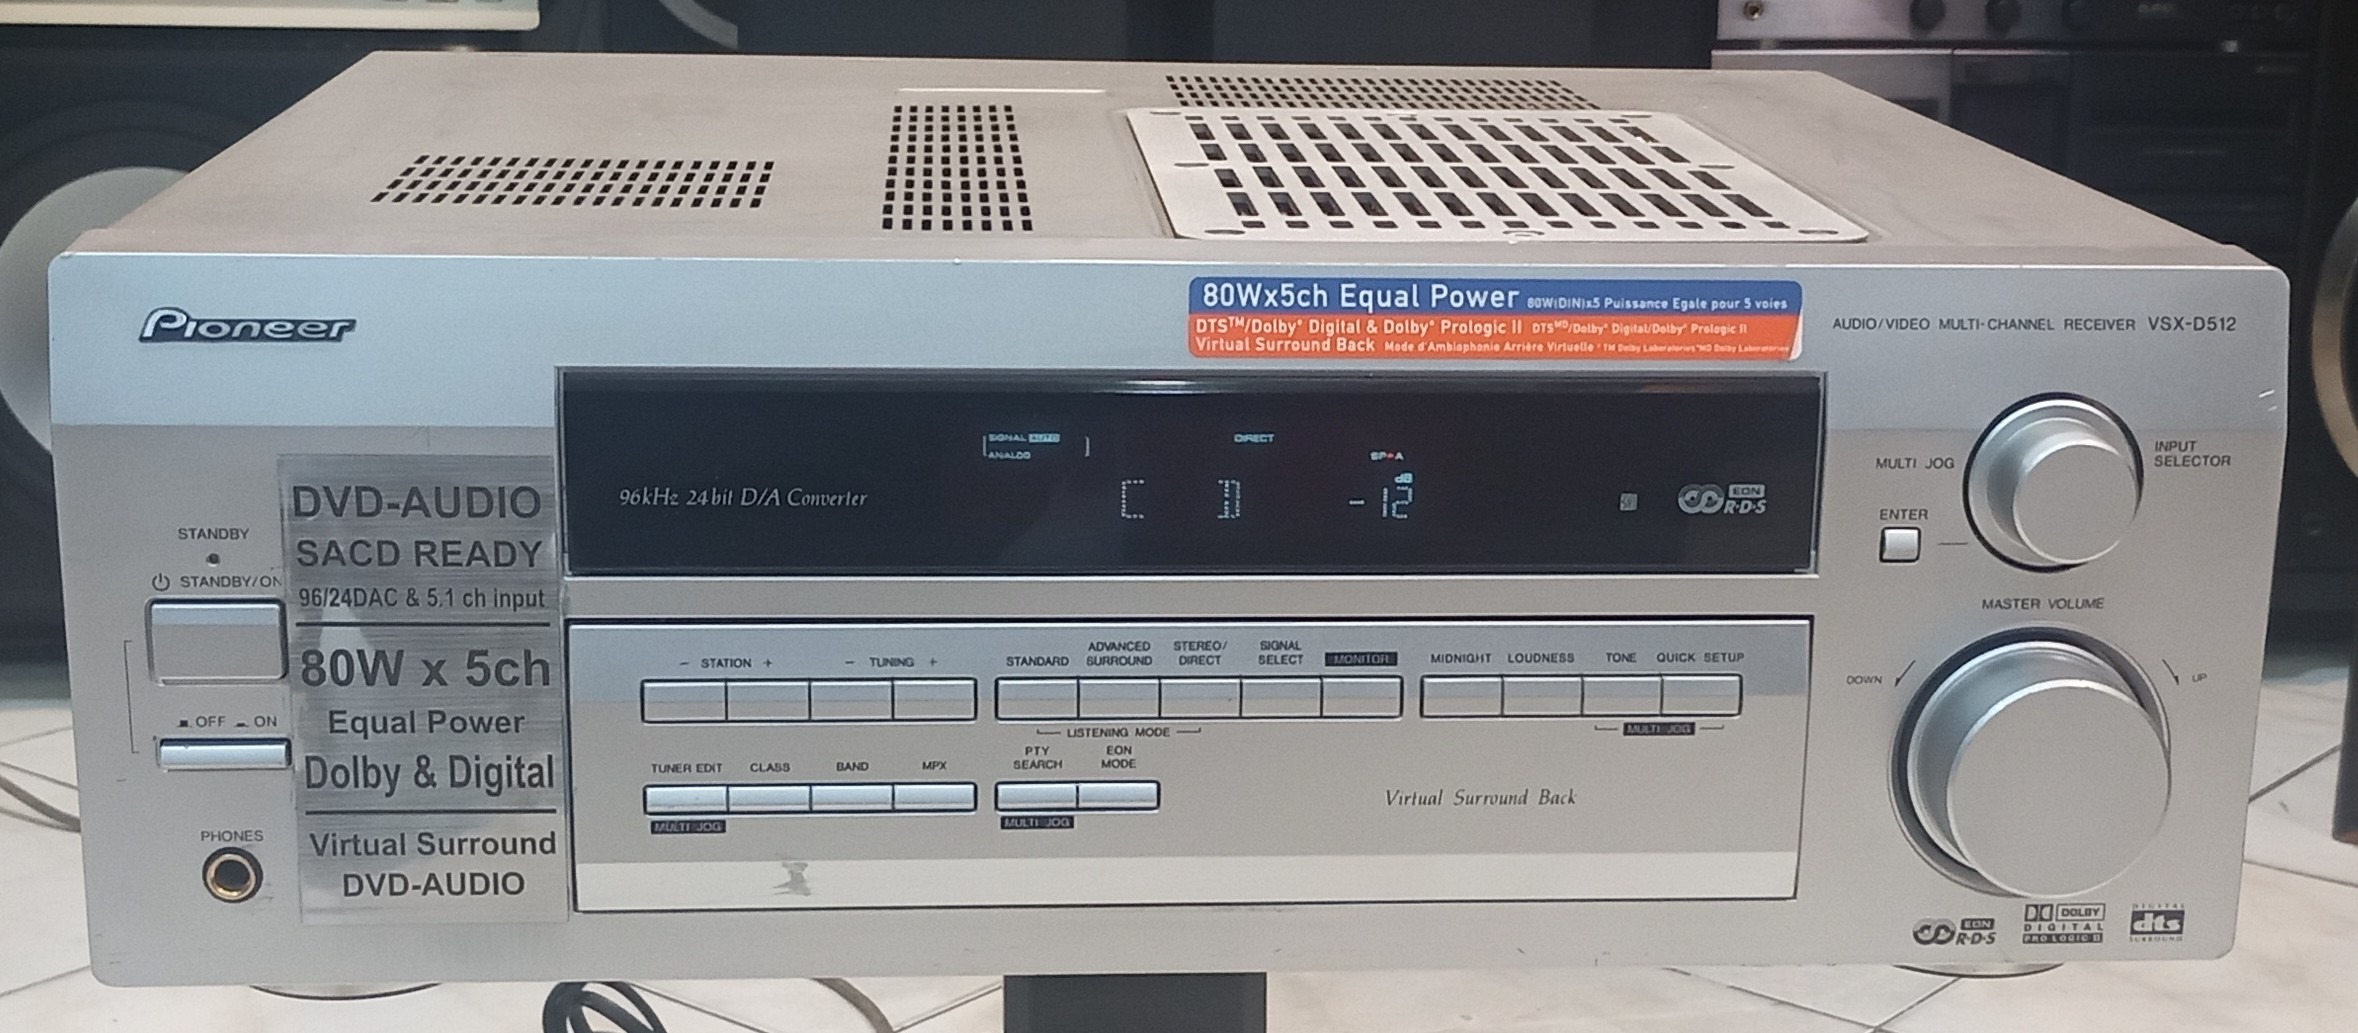 Pioneer
80Wx5ch Equal Power 80W(DIN)x5 Puissance Egale pour 5 voies
DTS™/Dolby* Digital & Dolby* Prologic II DTSMD/Dolby* Digital/Dolby* Prologic II
Virtual Surround Back Mode d'Ambiophonie Arrière Virtuelle *TM Dolby Laboratories *MD Dolby Laboratories
AUDIO/VIDEO MULTI-CHANNEL RECEIVER VSX-D512
SIGNAL AUTO
ANALOG
DIRECT
SP▸A
96kHz 24bit D/A Converter
C D -12 dB
EON
R·D·S
MULTI JOG
INPUT
SELECTOR
ENTER
STANDBY
STANDBY/ON
OFF ON
PHONES
DVD-AUDIO
SACD READY
96/24DAC & 5.1 ch input
80W x 5ch
Equal Power
Dolby & Digital
Virtual Surround
DVD-AUDIO
MASTER VOLUME
DOWN UP
– STATION +
– TUNING +
STANDARD
ADVANCED
SURROUND
STEREO/
DIRECT
SIGNAL
SELECT
MONITOR
MIDNIGHT LOUDNESS TONE QUICK SETUP
LISTENING MODE
MULTI JOG
TUNER EDIT CLASS BAND MPX
PTY
SEARCH
EON
MODE
MULTI JOG
MULTI JOG
Virtual Surround Back
EON
R·D·S
DOLBY
DIGITAL
PRO LOGIC II
DIGITAL
dts
SURROUND